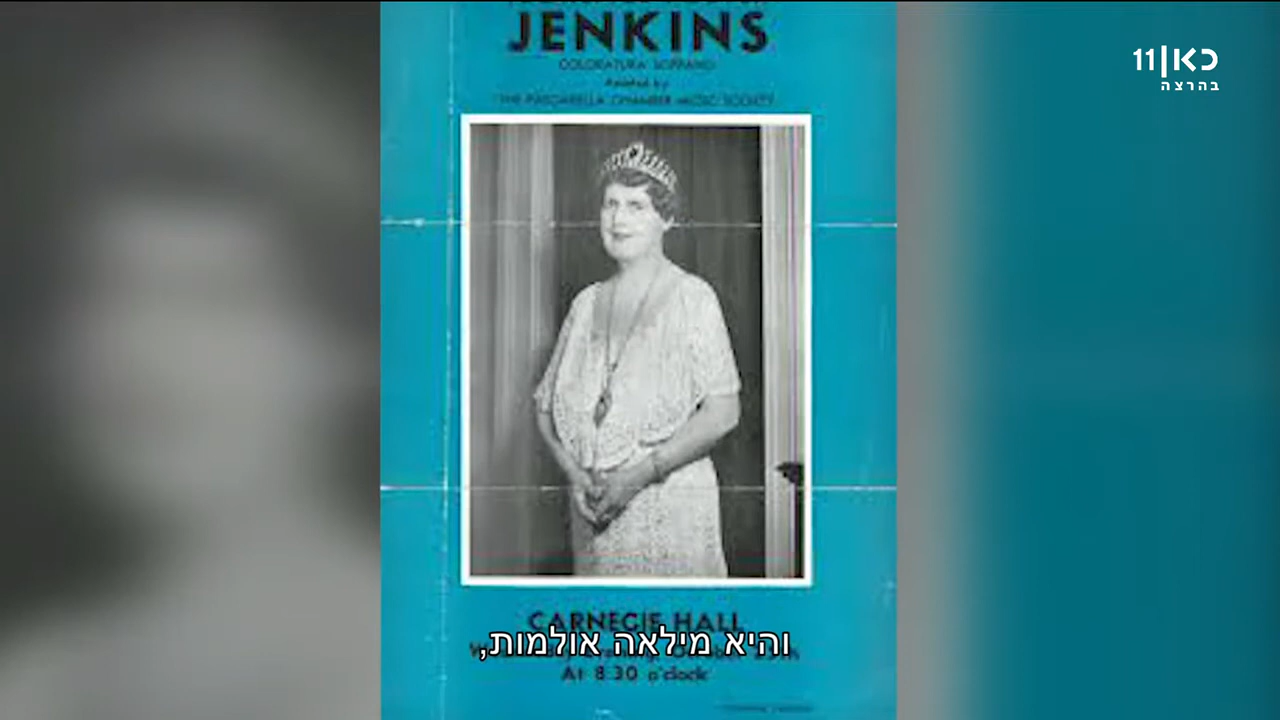 JENKINS
COLORATURA SOPRANO
Assisted by
THE PASCARELLA CHAMBER MUSIC SOCIETY
כאן 11
בהרצה
CARNEGIE HALL
והיא מילאה אולמות,
At 8.30 o'clock